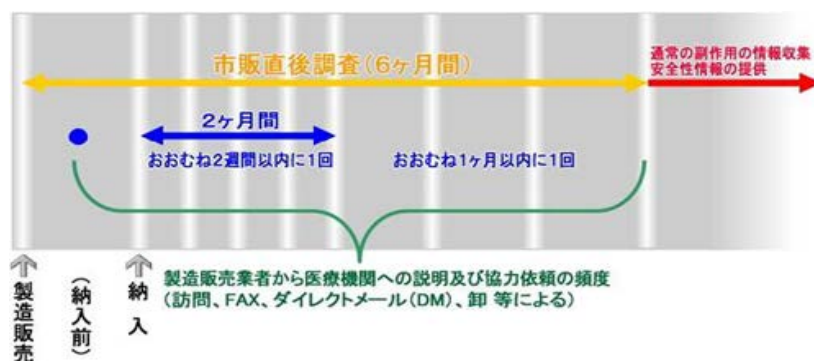 市販直後調査(6ヶ月間)
通常の副作用の情報収集
安全性情報の提供
2ヶ月間
おおむね2週間以内に1回
おおむね1ヶ月以内に1回
製造販売
(納入前)
納入
製造販売業者から医療機関への説明及び協力依頼の頻度
(訪問、FAX、ダイレクトメール(DM)、卸 等による)